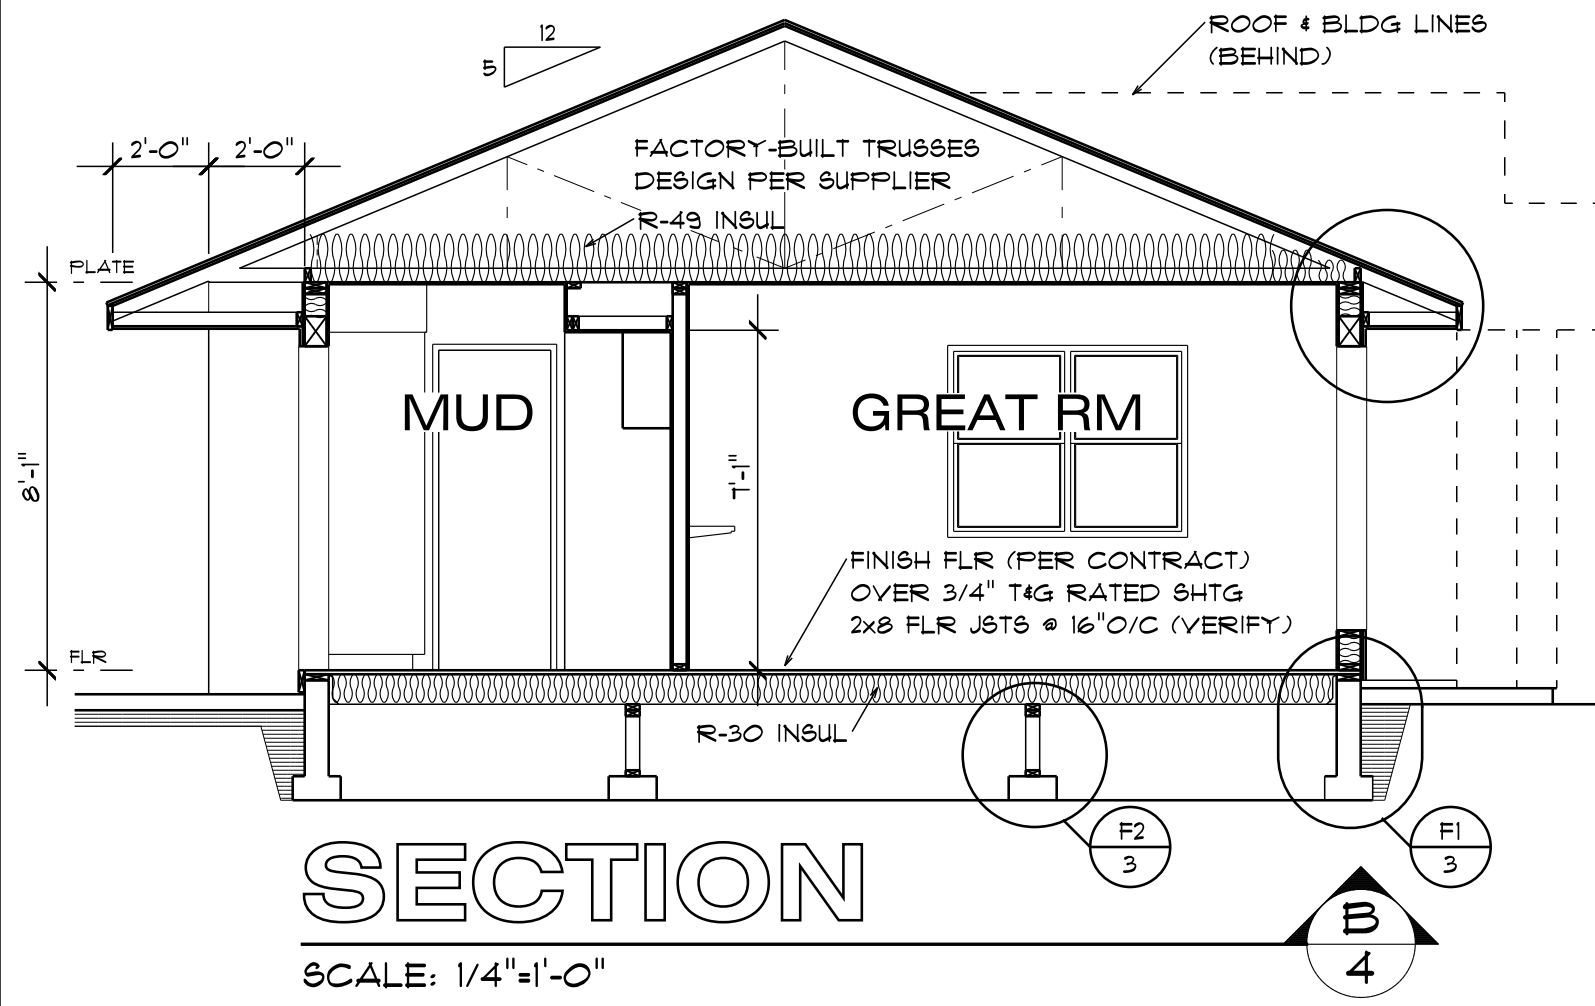 12
5
ROOF & BLDG LINES
(BEHIND)
2'-0"
2'-0"
FACTORY-BUILT TRUSSES
DESIGN PER SUPPLIER
R-49 INSUL
PLATE
MUD
GREAT RM
8'-1"
7'-1"
FINISH FLR (PER CONTRACT)
OVER 3/4" T&G RATED SHTG
2x8 FLR JSTS @ 16"O/C (VERIFY)
FLR
R-30 INSUL
F2
3
F1
3
SECTION
B
4
SCALE: 1/4"=1'-0"